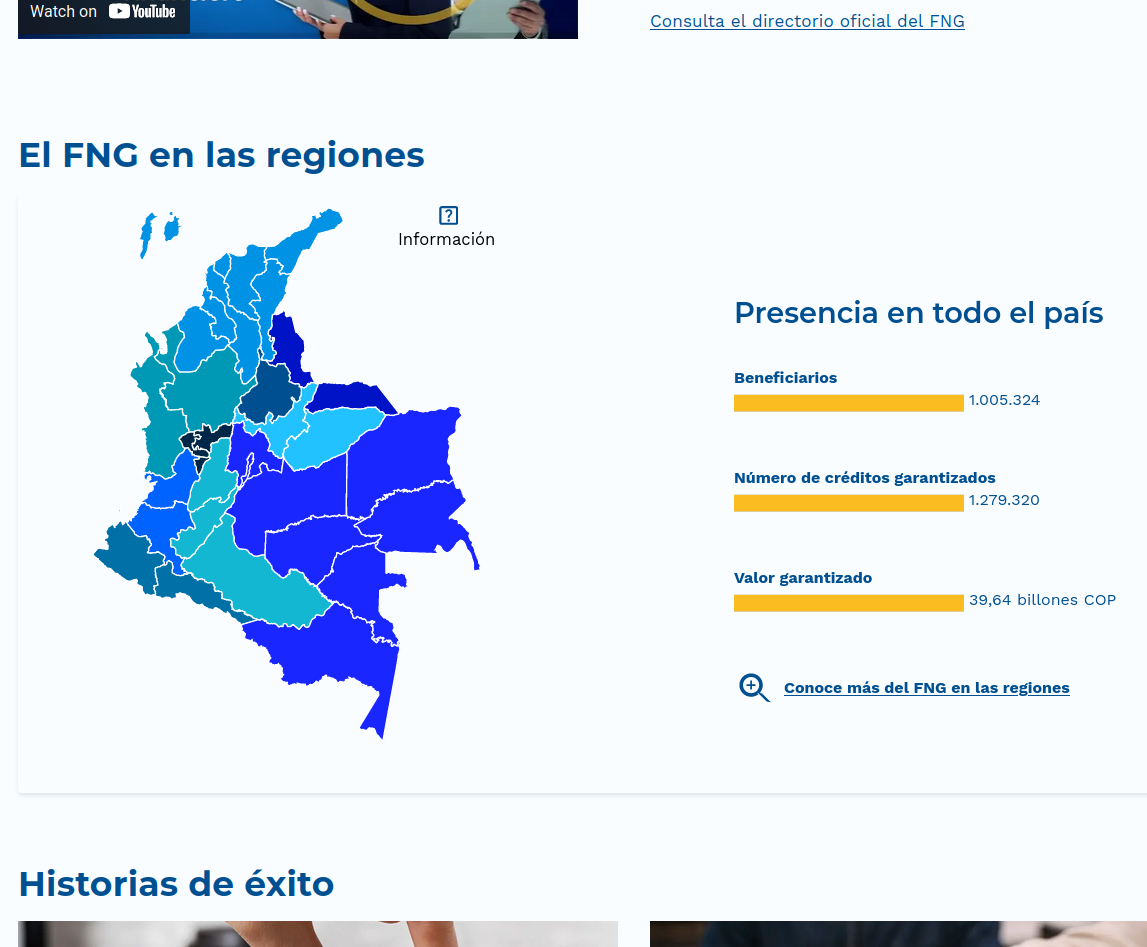 Watch on YouTube
Consulta el directorio oficial del FNG
El FNG en las regiones
?
Información
Presencia en todo el país
Beneficiarios
1.005.324
Número de créditos garantizados
1.279.320
Valor garantizado
39,64 billones COP
Conoce más del FNG en las regiones
Historias de éxito